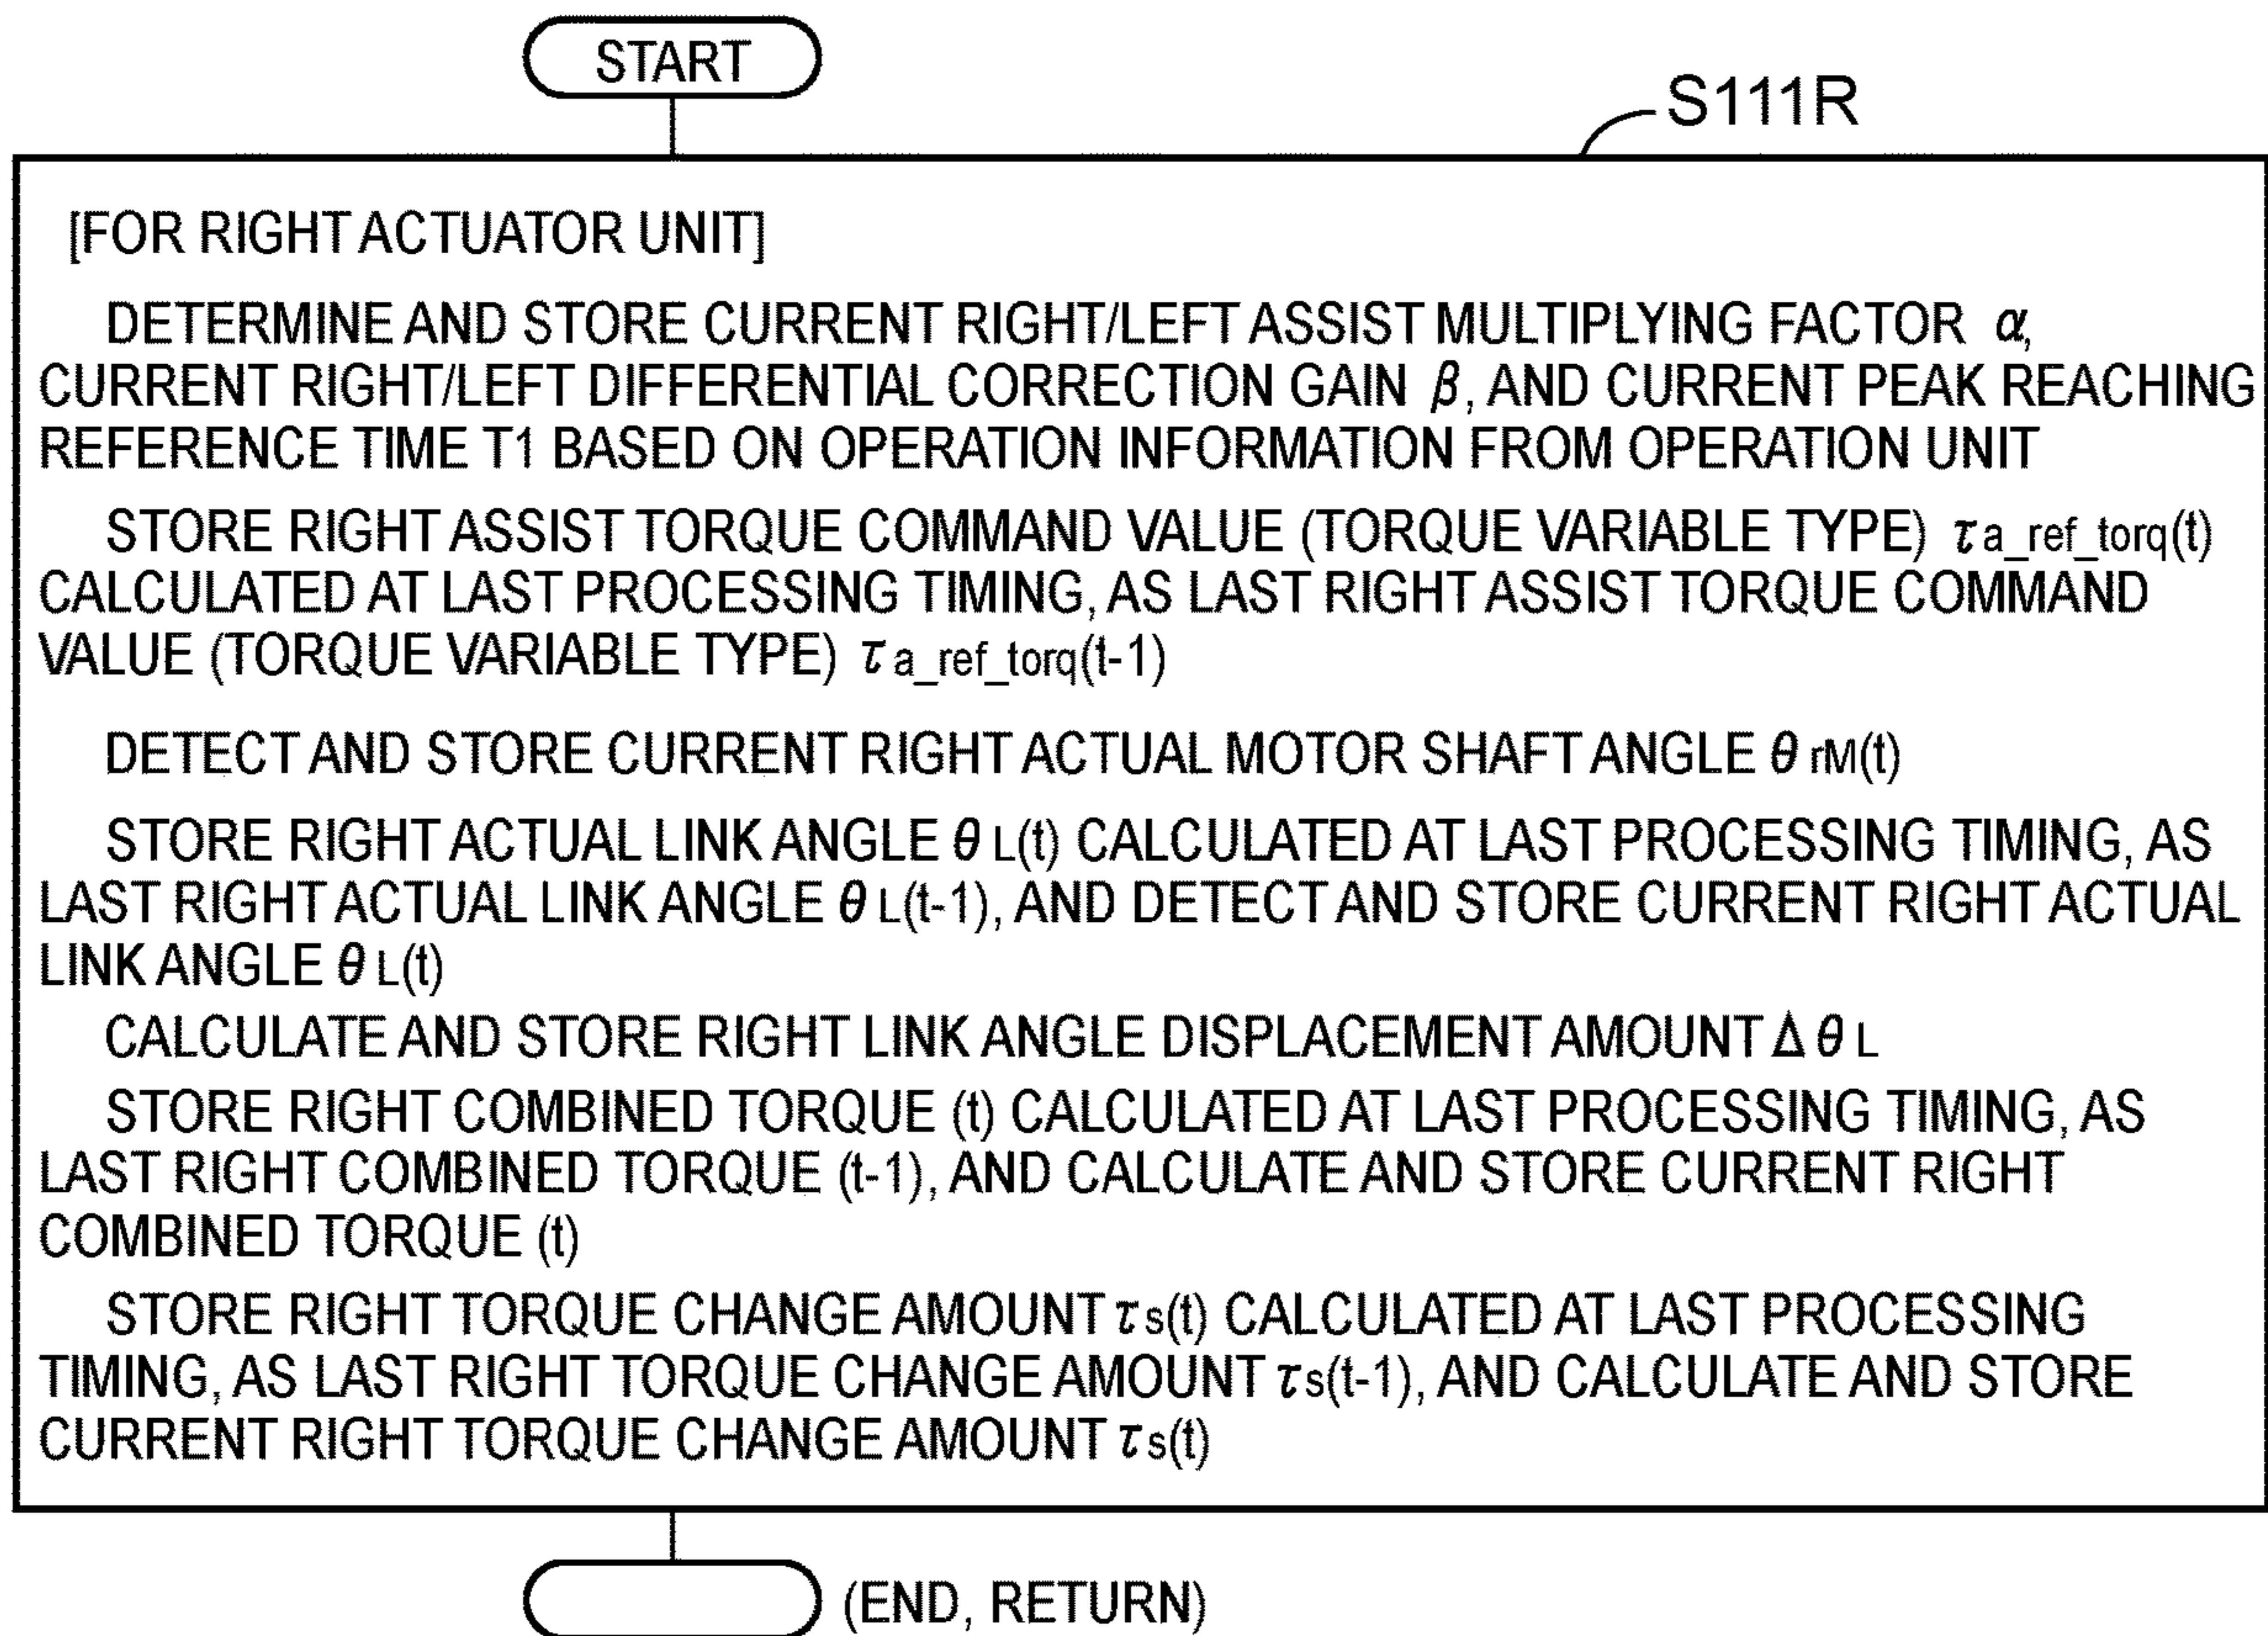 START
S111R
[FOR RIGHT ACTUATOR UNIT]
DETERMINE AND STORE CURRENT RIGHT/LEFT ASSIST MULTIPLYING FACTOR α,
CURRENT RIGHT/LEFT DIFFERENTIAL CORRECTION GAIN β, AND CURRENT PEAK REACHING
REFERENCE TIME T1 BASED ON OPERATION INFORMATION FROM OPERATION UNIT
STORE RIGHT ASSIST TORQUE COMMAND VALUE (TORQUE VARIABLE TYPE) τa_ref_torq(t)
CALCULATED AT LAST PROCESSING TIMING, AS LAST RIGHT ASSIST TORQUE COMMAND
VALUE (TORQUE VARIABLE TYPE) τa_ref_torq(t-1)
DETECT AND STORE CURRENT RIGHT ACTUAL MOTOR SHAFT ANGLE θrM(t)
STORE RIGHT ACTUAL LINK ANGLE θL(t) CALCULATED AT LAST PROCESSING TIMING, AS
LAST RIGHT ACTUAL LINK ANGLE θL(t-1), AND DETECT AND STORE CURRENT RIGHT ACTUAL
LINK ANGLE θL(t)
CALCULATE AND STORE RIGHT LINK ANGLE DISPLACEMENT AMOUNT ΔθL
STORE RIGHT COMBINED TORQUE (t) CALCULATED AT LAST PROCESSING TIMING, AS
LAST RIGHT COMBINED TORQUE (t-1), AND CALCULATE AND STORE CURRENT RIGHT
COMBINED TORQUE (t)
STORE RIGHT TORQUE CHANGE AMOUNT τs(t) CALCULATED AT LAST PROCESSING
TIMING, AS LAST RIGHT TORQUE CHANGE AMOUNT τs(t-1), AND CALCULATE AND STORE
CURRENT RIGHT TORQUE CHANGE AMOUNT τs(t)
(END, RETURN)